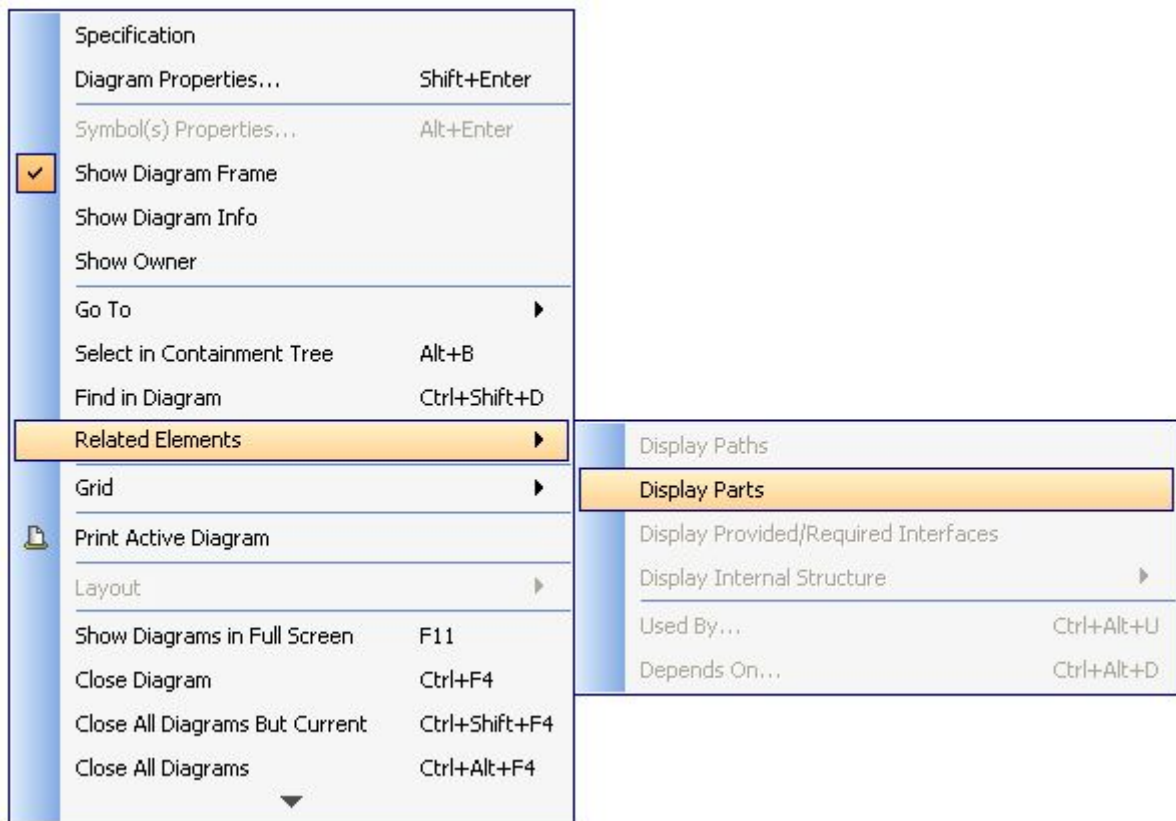 Specification
Diagram Properties... Shift+Enter
Symbol(s) Properties... Alt+Enter
Show Diagram Frame
Show Diagram Info
Show Owner
Go To
Select in Containment Tree Alt+B
Find in Diagram Ctrl+Shift+D
Related Elements
Grid
Print Active Diagram
Layout
Show Diagrams in Full Screen F11
Close Diagram Ctrl+F4
Close All Diagrams But Current Ctrl+Shift+F4
Close All Diagrams Ctrl+Alt+F4
Display Paths
Display Parts
Display Provided/Required Interfaces
Display Internal Structure
Used By... Ctrl+Alt+U
Depends On... Ctrl+Alt+D